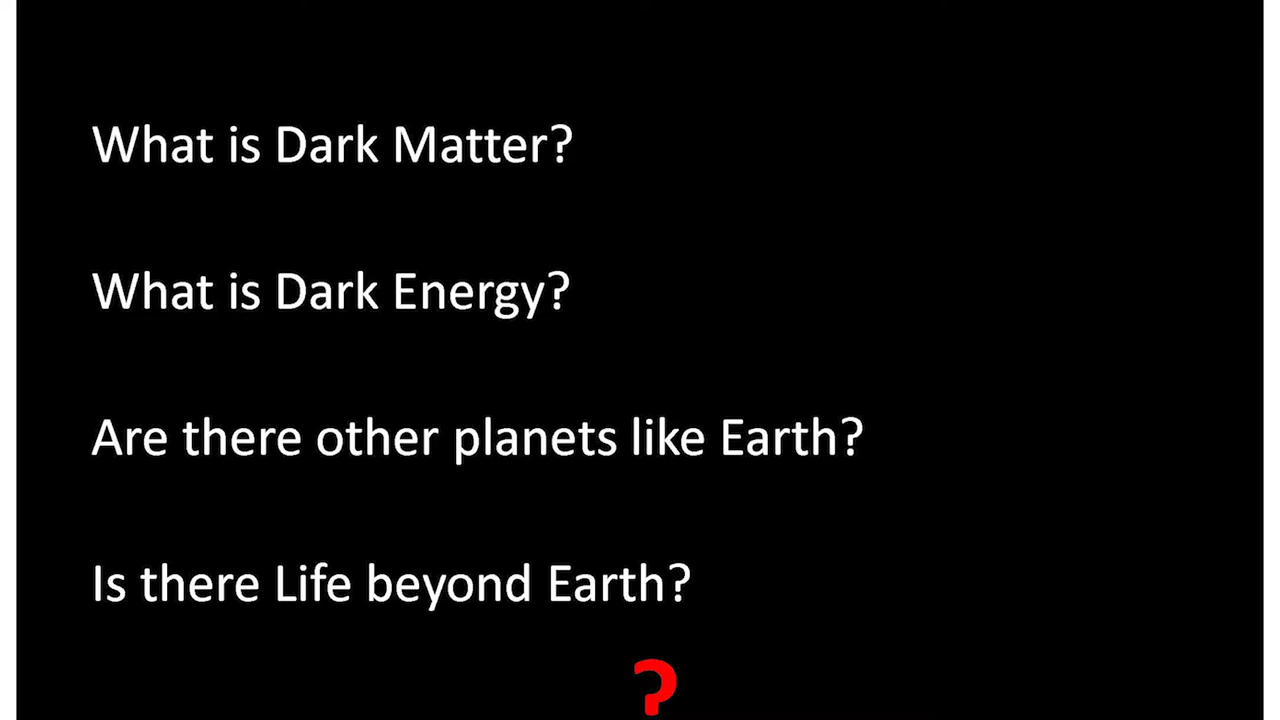 What is Dark Matter?
What is Dark Energy?
Are there other planets like Earth?
Is there Life beyond Earth?
?